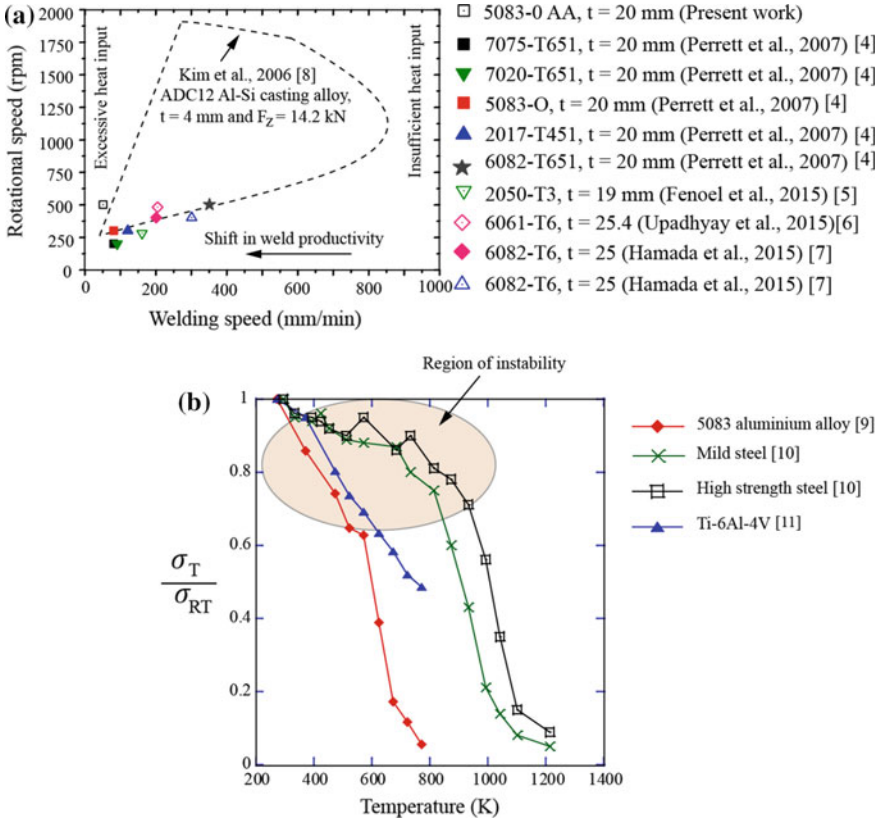 (a)
Rotational speed (rpm)
2000
1750
1500
1250
1000
750
500
250
0
Excessive heat input
Kim et al., 2006 [8]
ADC12 Al-Si casting alloy,
t = 4 mm and FZ = 14.2 kN
Insufficient heat input
Shift in weld productivity
0 200 400 600 800 1000
Welding speed (mm/min)
5083-0 AA, t = 20 mm (Present work)
7075-T651, t = 20 mm (Perrett et al., 2007) [4]
7020-T651, t = 20 mm (Perrett et al., 2007) [4]
5083-O, t = 20 mm (Perrett et al., 2007) [4]
2017-T451, t = 20 mm (Perrett et al., 2007) [4]
6082-T651, t = 20 mm (Perrett et al., 2007) [4]
2050-T3, t = 19 mm (Fenoel et al., 2015) [5]
6061-T6, t = 25.4 (Upadhyay et al., 2015)[6]
6082-T6, t = 25 (Hamada et al., 2015) [7]
6082-T6, t = 25 (Hamada et al., 2015) [7]
Region of instability
(b)
σT
σRT
1
0.8
0.6
0.4
0.2
0
200 400 600 800 1000 1200 1400
Temperature (K)
5083 aluminium alloy [9]
Mild steel [10]
High strength steel [10]
Ti-6Al-4V [11]